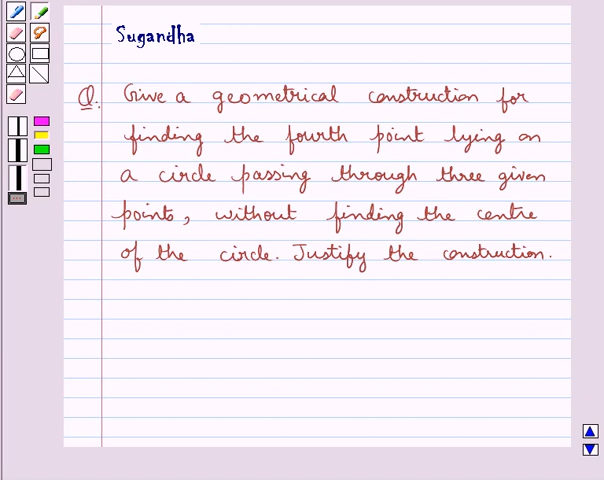 Sugandha
Q. Give a geometrical construction for
finding the fourth point lying on
a circle passing through three given
points, without finding the centre
of the circle. Justify the construction.